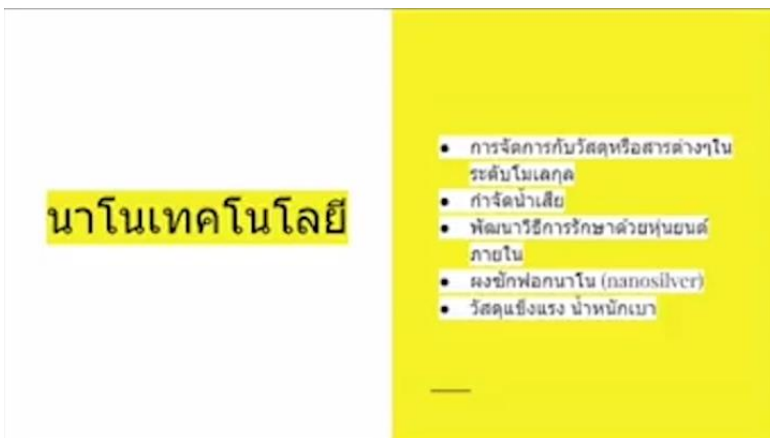 นาโนเทคโนโลยี
● การจัดการกับวัสดุหรือสารต่างๆใน
ระดับโมเลกุล
● กำจัดน้ำเสีย
● พัฒนาวิธีการรักษาด้วยหุ่นยนต์
ภายใน
● ผงซักฟอกนาโน (nanosilver)
● วัสดุแข็งแรง น้ำหนักเบา